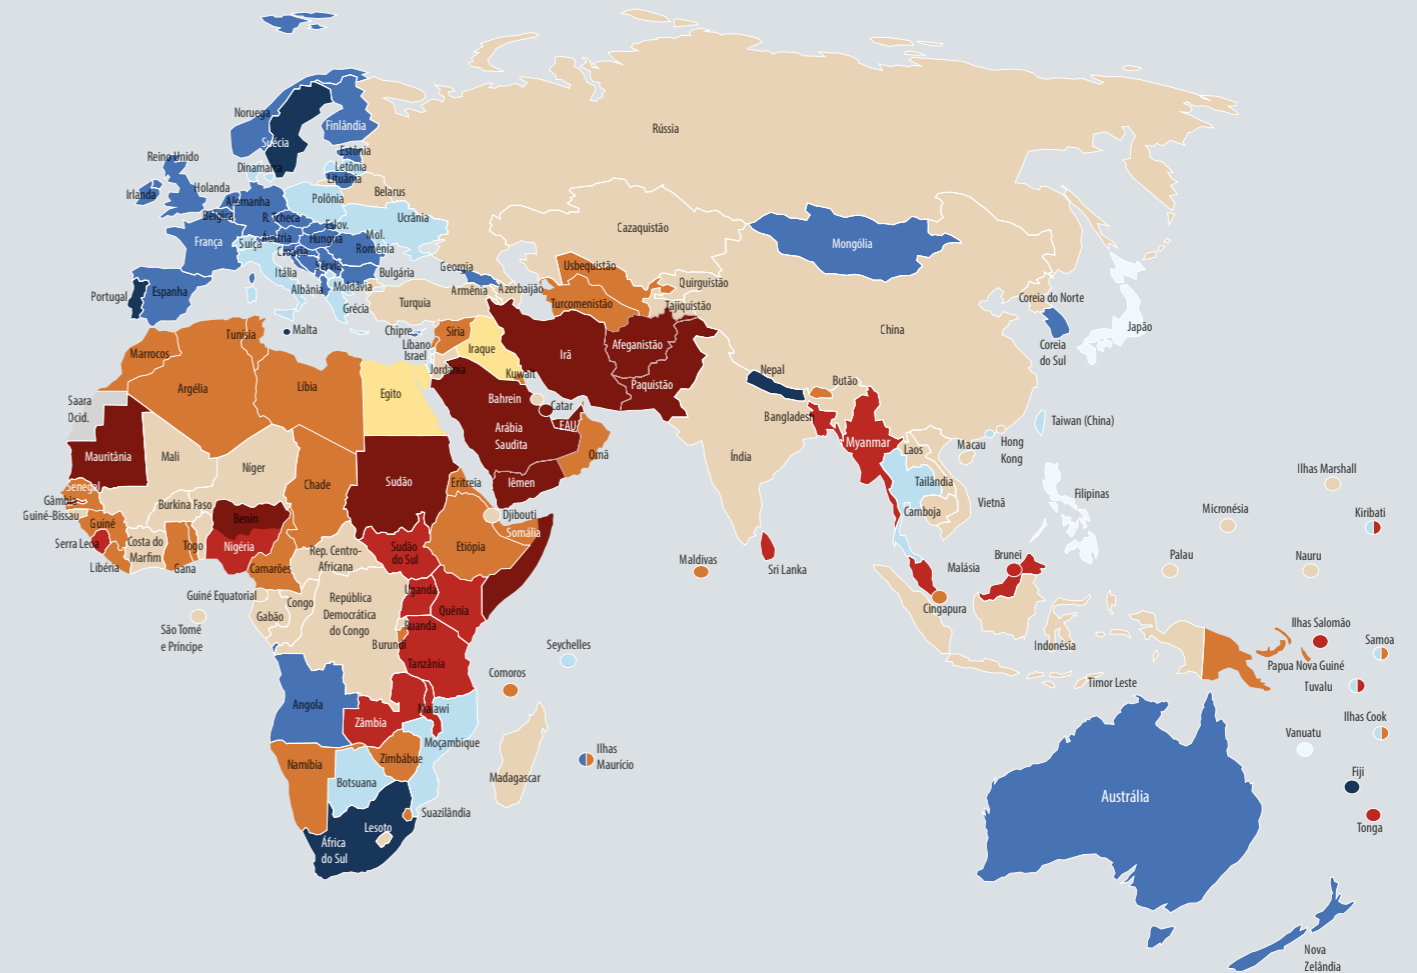 Noruega
Suécia
Finlândia
Estônia
Letônia
Lituânia
Reino Unido
Dinamarca
Irlanda
Holanda
Alemanha
Bélgica
Polônia
Belarus
R. Tcheca
Ucrânia
Eslov.
Áustria
Hungria
Mol.
Romênia
França
Suiça
Croácia
Sérvia
Itália
Bulgária
Moldávia
Albânia
Grécia
Portugal
Espanha
Malta
Turquia
Georgia
Armênia
Azerbaijão
Chipre
Líbano
Israel
Síria
Iraque
Jordânia
Kuwait
Rússia
Cazaquistão
Mongólia
Usbequistão
Quirguistão
Turcomenistão
Tajiquistão
Coreia do Norte
Coreia
do Sul
Japão
China
Irã
Afeganistão
Paquistão
Nepal
Butão
Bangladesh
Índia
Myanmar
Laos
Macau
Hong
Kong
Taiwan (China)
Tailândia
Vietnã
Camboja
Filipinas
Sri Lanka
Maldivas
Malásia
Brunei
Cingapura
Indonésia
Timor Leste
Papua Nova Guiné
Bahrein
Catar
EAU
Arábia
Saudita
Omã
Iêmen
Marrocos
Tunísia
Argélia
Líbia
Egito
Saara
Ocid.
Mauritânia
Mali
Níger
Chade
Sudão
Eritreia
Djibouti
Somália
Etiópia
Senegal
Gâmbia
Guiné-Bissau
Guiné
Serra Leoa
Libéria
Costa do
Marfim
Burkina Faso
Gana
Togo
Benin
Nigéria
Camarões
Rep. Centro-
Africana
Sudão
do Sul
Uganda
Quênia
Ruanda
Burundi
Tanzânia
Guiné Equatorial
São Tomé
e Príncipe
Gabão
Congo
República
Democrática
do Congo
Angola
Zâmbia
Malawi
Moçambique
Zimbábue
Namíbia
Botsuana
Suazilândia
Lesoto
África
do Sul
Madagascar
Comoros
Seychelles
Ilhas
Maurício
Ilhas Marshall
Micronésia
Kiribati
Palau
Nauru
Ilhas Salomão
Samoa
Tuvalu
Ilhas Cook
Vanuatu
Fiji
Tonga
Austrália
Nova
Zelândia